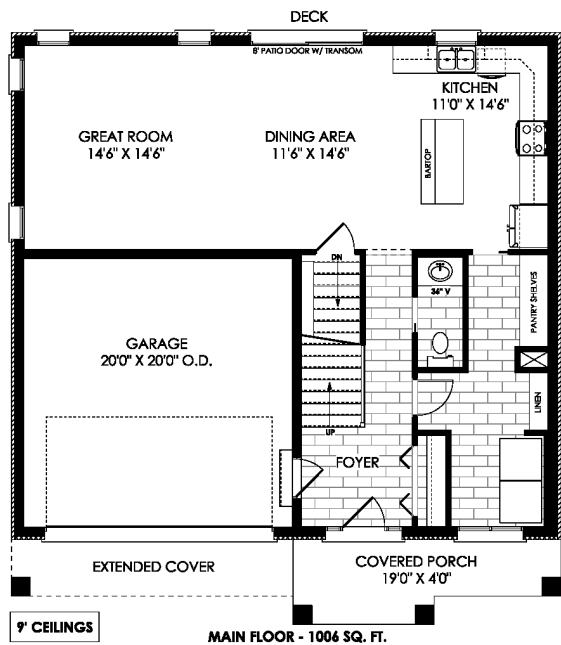 DECK
8' PATIO DOOR W/ TRANSOM
KITCHEN
11'0" X 14'6"
GREAT ROOM
14'6" X 14'6"
DINING AREA
11'6" X 14'6"
BARTOP
DN
36" V
PANTRY SHELVES
GARAGE
20'0" X 20'0" O.D.
LINEN
UP
FOYER
EXTENDED COVER
COVERED PORCH
19'0" X 4'0"
9' CEILINGS
MAIN FLOOR - 1006 SQ. FT.